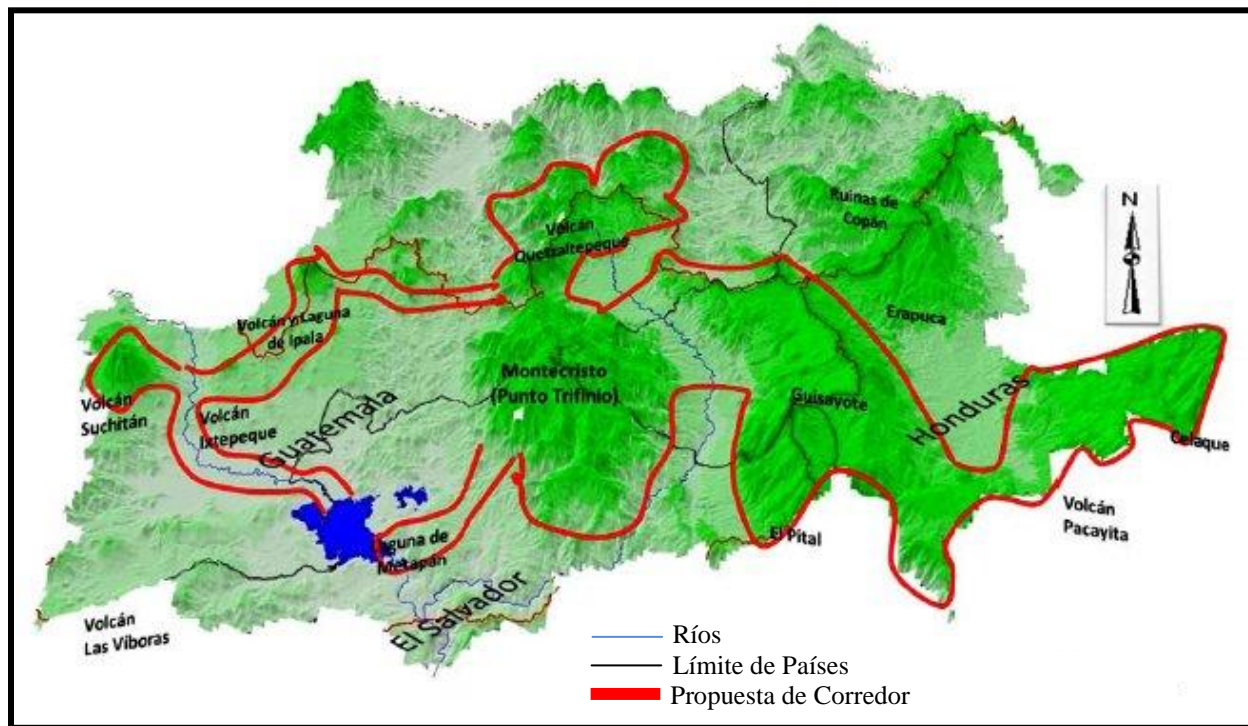 N
Ruinas de
Copán
Volcán
Quetzaltepeque
Erapuca
Volcán y Laguna
de Ipala
Montecristo
(Punto Trifinio)
Guisayote
Honduras
Volcán
Suchitán
Volcán
Ixtepeque
Guatemala
Celaque
Volcán
Pacayita
El Pital
Laguna de
Metapán
El Salvador
Volcán
Las Víboras
Ríos
Límite de Países
Propuesta de Corredor